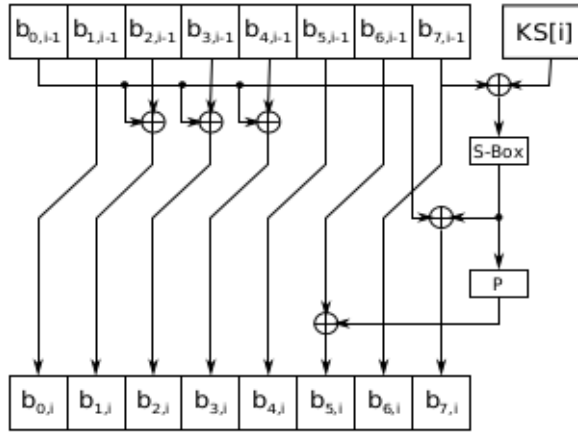 b0,i-1 b1,i-1 b2,i-1 b3,i-1 b4,i-1 b5,i-1 b6,i-1 b7,i-1 KS[i]
S-Box
P
b0,i b1,i b2,i b3,i b4,i b5,i b6,i b7,i